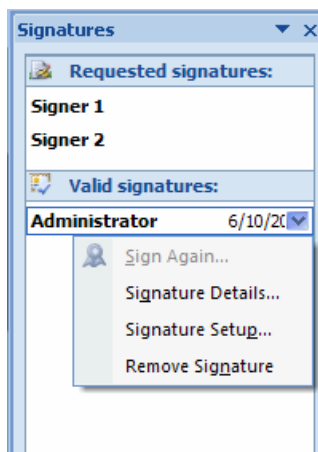 Signatures
Requested signatures:
Signer 1
Signer 2
Valid signatures:
Administrator 6/10/20
Sign Again...
Signature Details...
Signature Setup...
Remove Signature